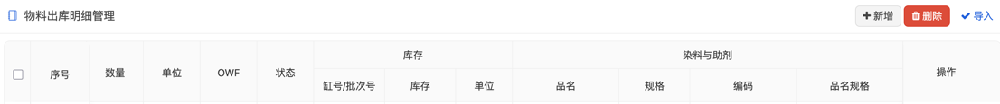 物料出库明细管理 新增 删除 导入
库存 染料与助剂
序号 数量 单位 OWF 状态 操作
缸号/批次号 库存 单位 品名 规格 编码 品名规格